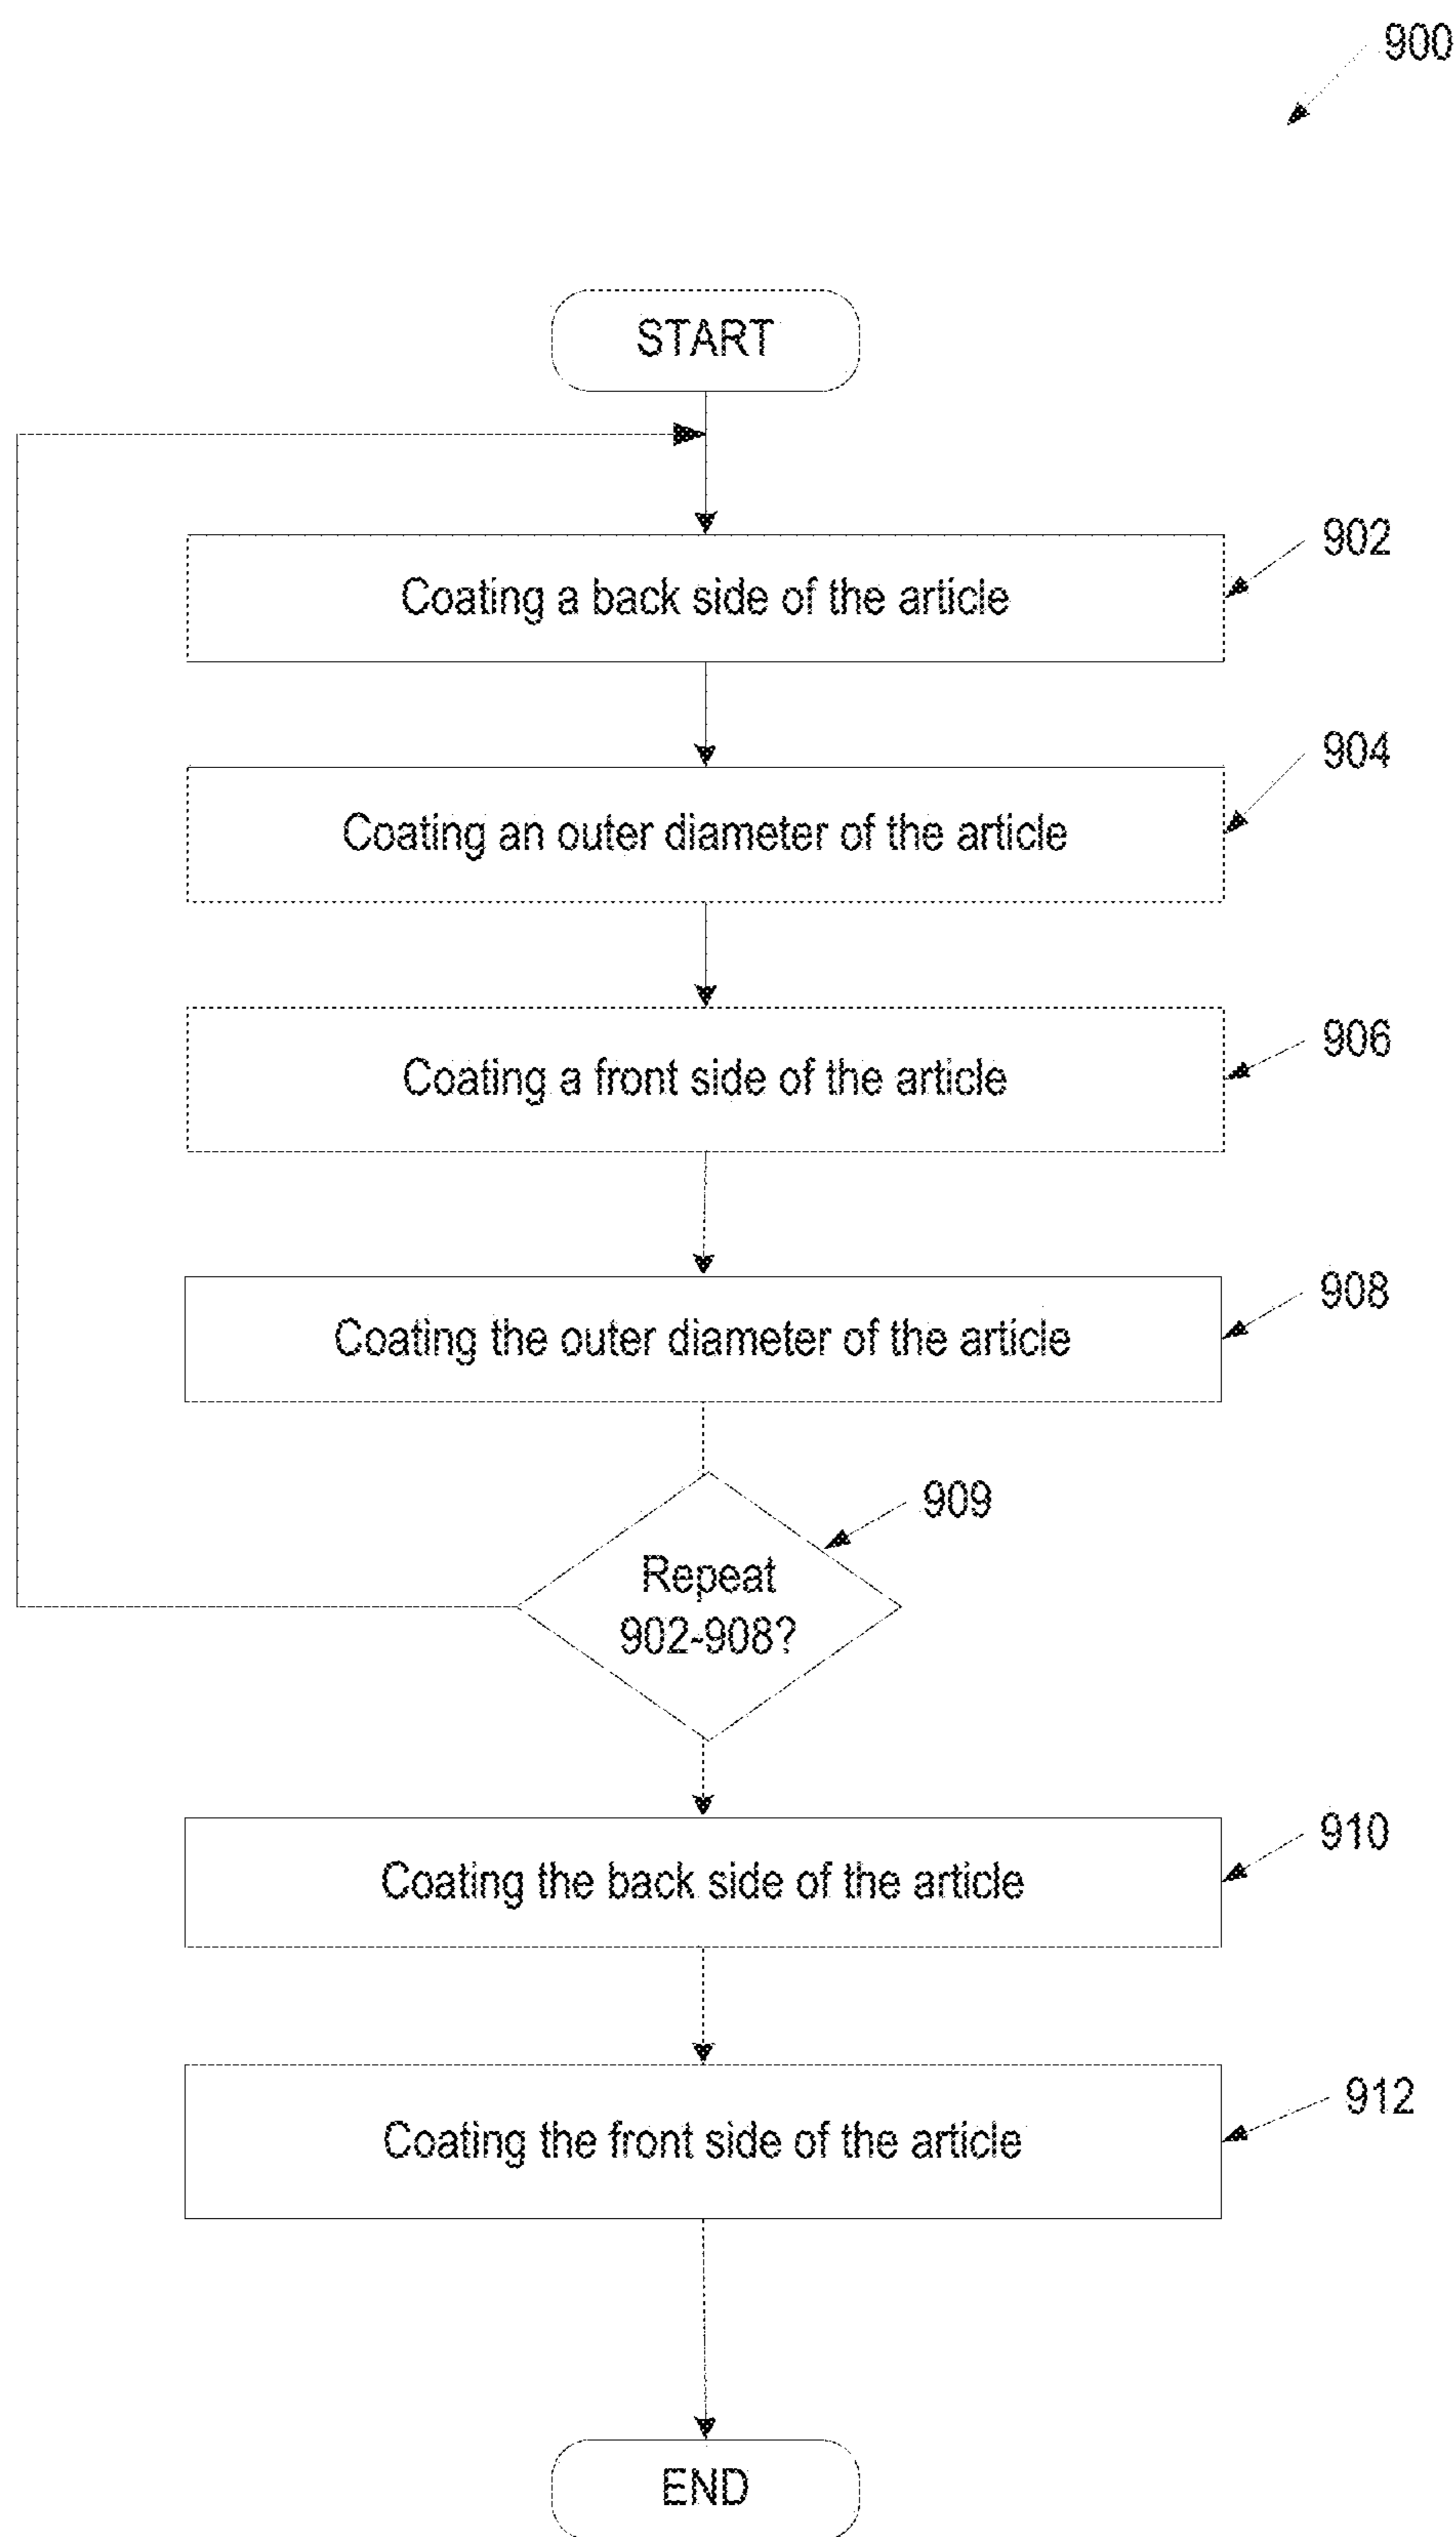 900
START
902
Coating a back side of the article
904
Coating an outer diameter of the article
906
Coating a front side of the article
908
Coating the outer diameter of the article
909
Repeat
902-908?
910
Coating the back side of the article
912
Coating the front side of the article
END